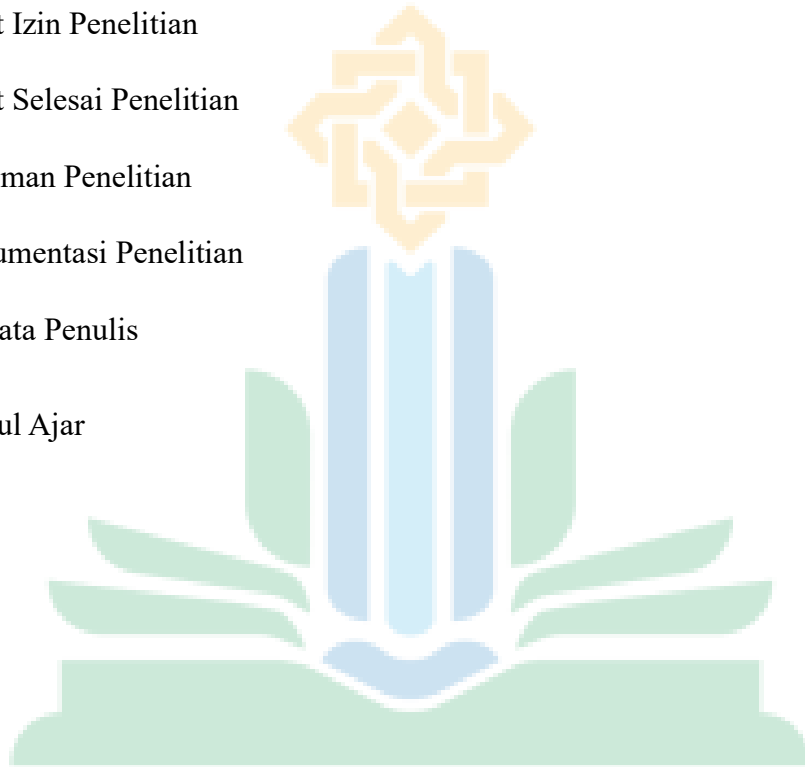 t Izin Penelitian
t Selesai Penelitian
man Penelitian
umentasi Penelitian
ata Penulis
ul Ajar